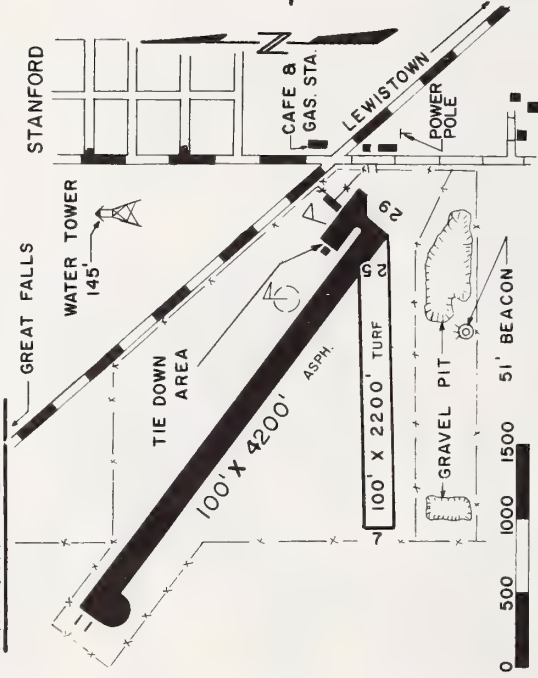 STANFORD
GREAT FALLS
WATER TOWER
145'
N
CAFE &
GAS. STA.
LEWISTOWN
POWER
POLE
TIE DOWN
AREA
P
29
25
ASPH.
100' X 4200'
11
100' X 2200' TURF
7
GRAVEL PIT
51' BEACON
0 500 1000 1500